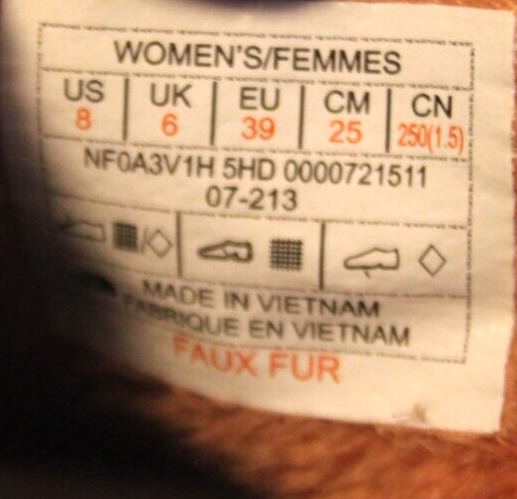 WOMEN'S/FEMMES
US UK EU CM CN
8 6 39 25 250(1.5)
NF0A3V1H 5HD 0000721511
07-213
MADE IN VIETNAM
FABRIQUE EN VIETNAM
FAUX FUR